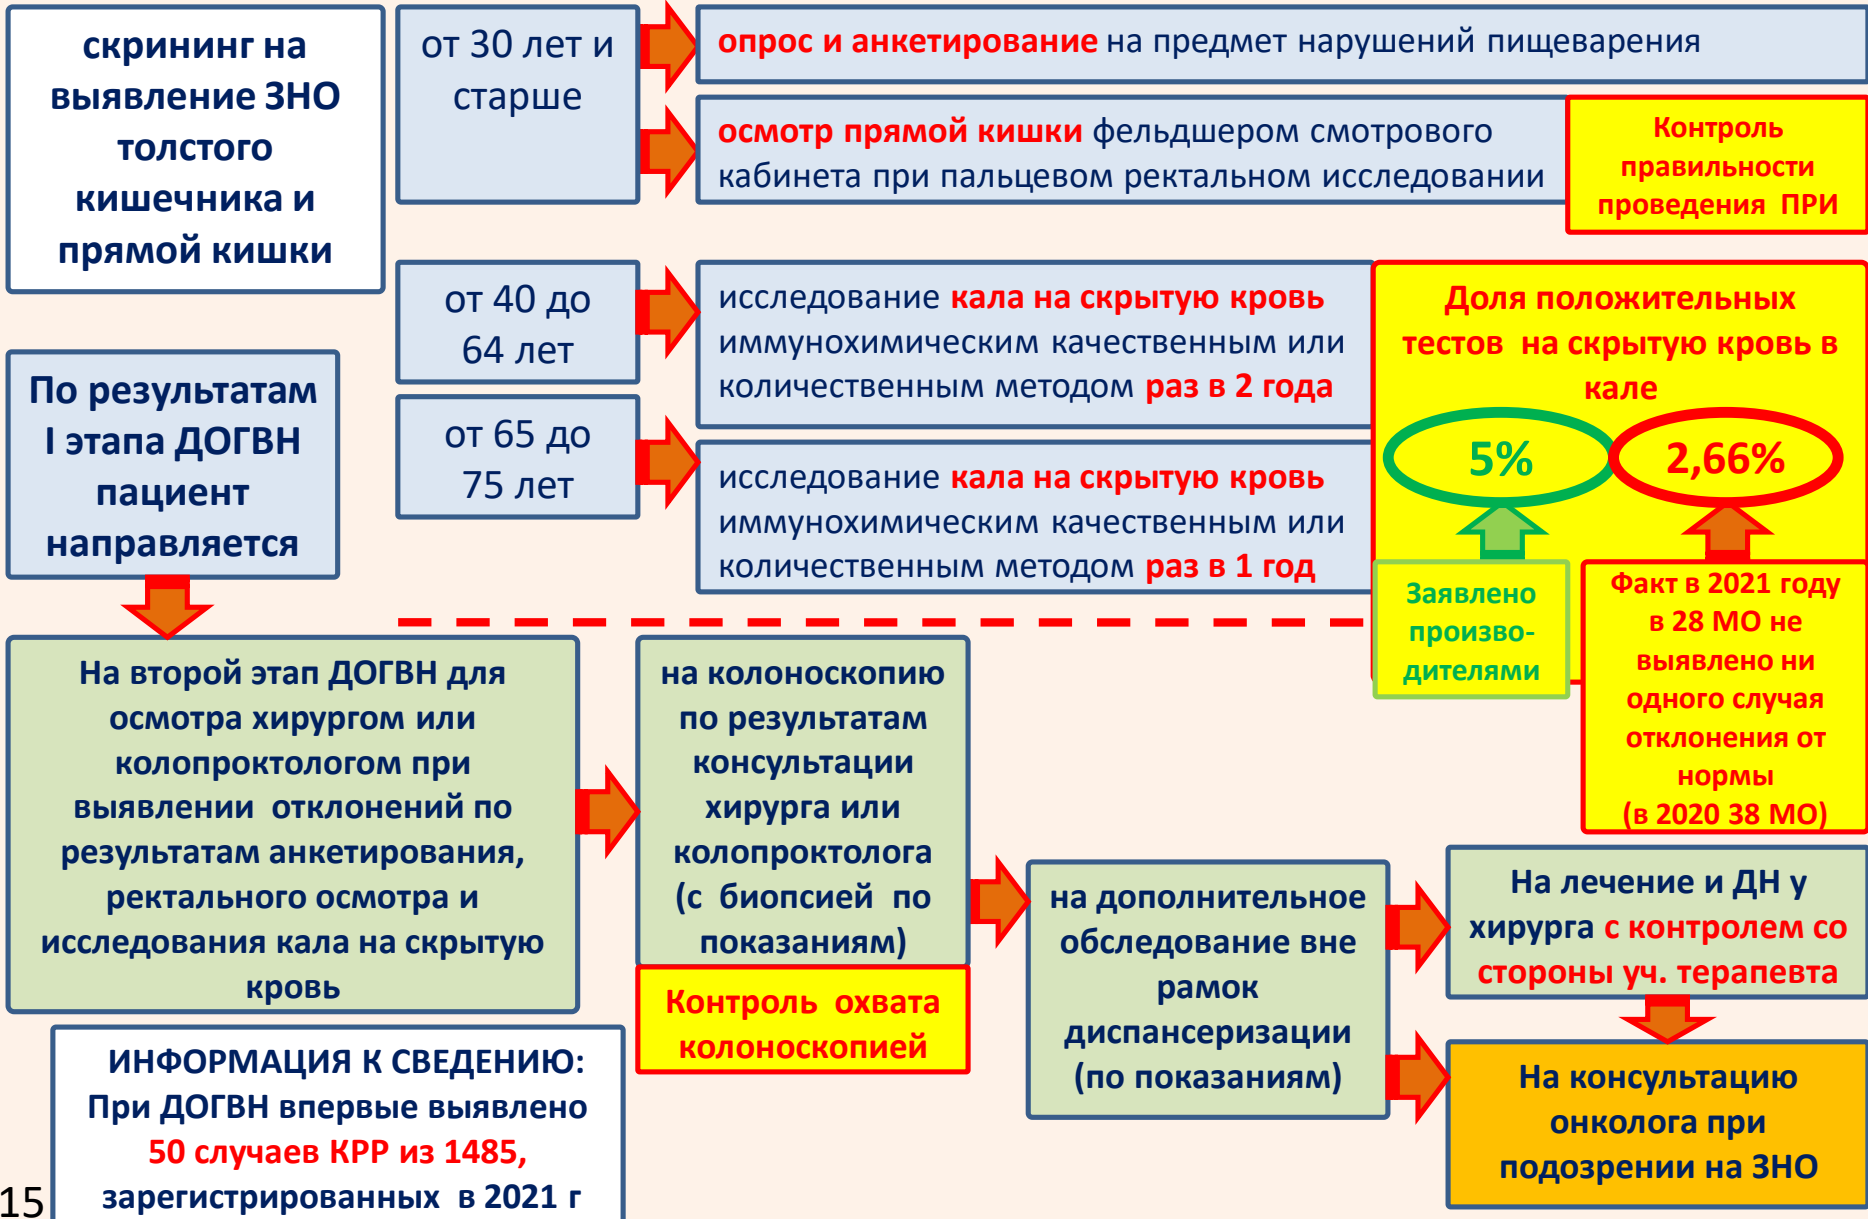 скрининг на
выявление ЗНО
толстого
кишечника и
прямой кишки
от 30 лет и
старше
опрос и анкетирование на предмет нарушений пищеварения
осмотр прямой кишки фельдшером смотрового
кабинета при пальцевом ректальном исследовании
Контроль
правильности
проведения ПРИ
от 40 до
64 лет
исследование кала на скрытую кровь
иммунохимическим качественным или
количественным методом раз в 2 года
от 65 до
75 лет
исследование кала на скрытую кровь
иммунохимическим качественным или
количественным методом раз в 1 год
Доля положительных
тестов на скрытую кровь в
кале
5%
2,66%
Заявлено
произво-
дителями
Факт в 2021 году
в 28 МО не
выявлено ни
одного случая
отклонения от
нормы
(в 2020 38 МО)
По результатам
I этапа ДОГВН
пациент
направляется
На второй этап ДОГВН для
осмотра хирургом или
колопроктологом при
выявлении отклонений по
результатам анкетирования,
ректального осмотра и
исследования кала на скрытую
кровь
на колоноскопию
по результатам
консультации
хирурга или
колопроктолога
(с биопсией по
показаниям)
Контроль охвата
колоноскопией
на дополнительное
обследование вне
рамок
диспансеризации
(по показаниям)
На лечение и ДН у
хирурга с контролем со
стороны уч. терапевта
На консультацию
онколога при
подозрении на ЗНО
ИНФОРМАЦИЯ К СВЕДЕНИЮ:
При ДОГВН впервые выявлено
50 случаев КРР из 1485,
зарегистрированных в 2021 г
15